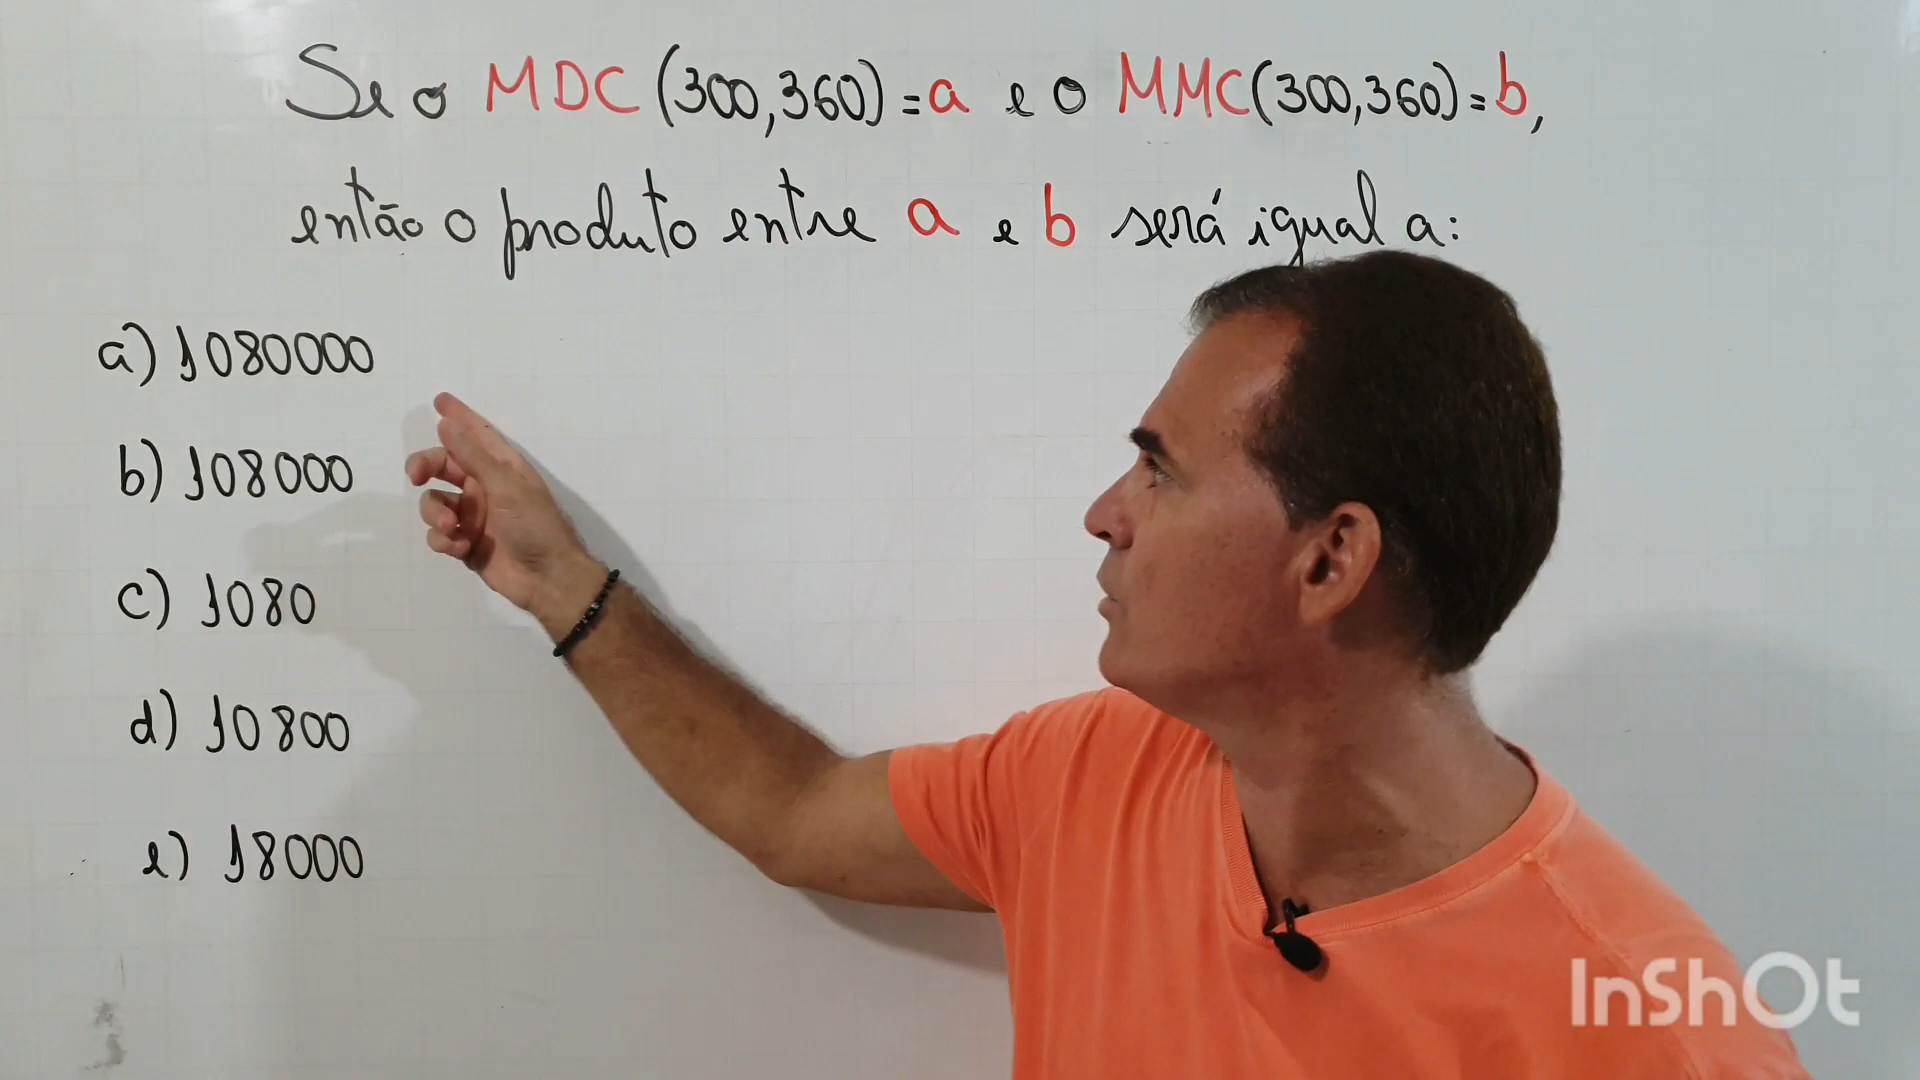 Se o MDC (300,360)=a e o MMC(300,360)=b,
então o produto entre a e b será igual a:
a) 1080000
b) 108000
c) 1080
d) 10800
e) 18000
InShOt